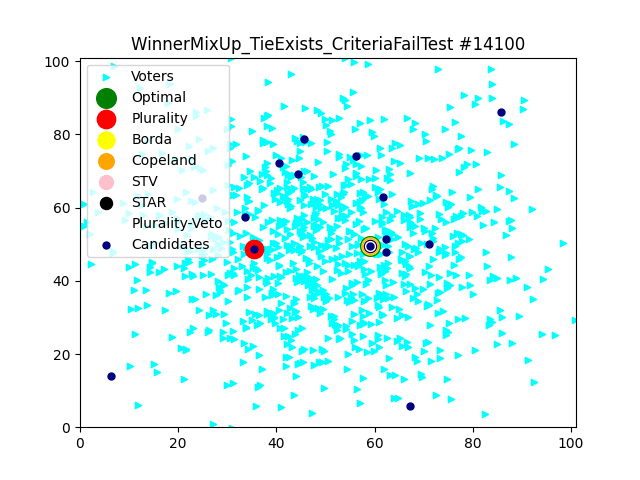 WinnerMixUp_TieExists_CriteriaFailTest #14100
Voters
Optimal
Plurality
Borda
Copeland
STV
STAR
Plurality-Veto
Candidates
100
80
60
40
20
0
0 20 40 60 80 100